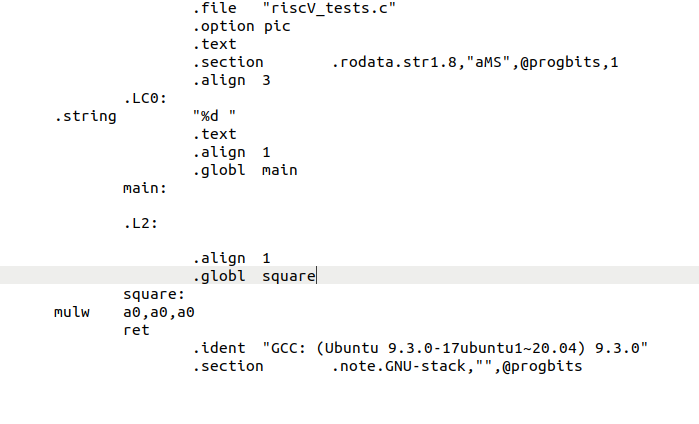 .file "riscV_tests.c"
.option pic
.text
.section .rodata.str1.8,"aMS",@progbits,1
.align 3
.LC0:
.string "%d "
.text
.align 1
.globl main
main:
.L2:
.align 1
.globl square
square:
mulw a0,a0,a0
ret
.ident "GCC: (Ubuntu 9.3.0-17ubuntu1~20.04) 9.3.0"
.section .note.GNU-stack,"",@progbits